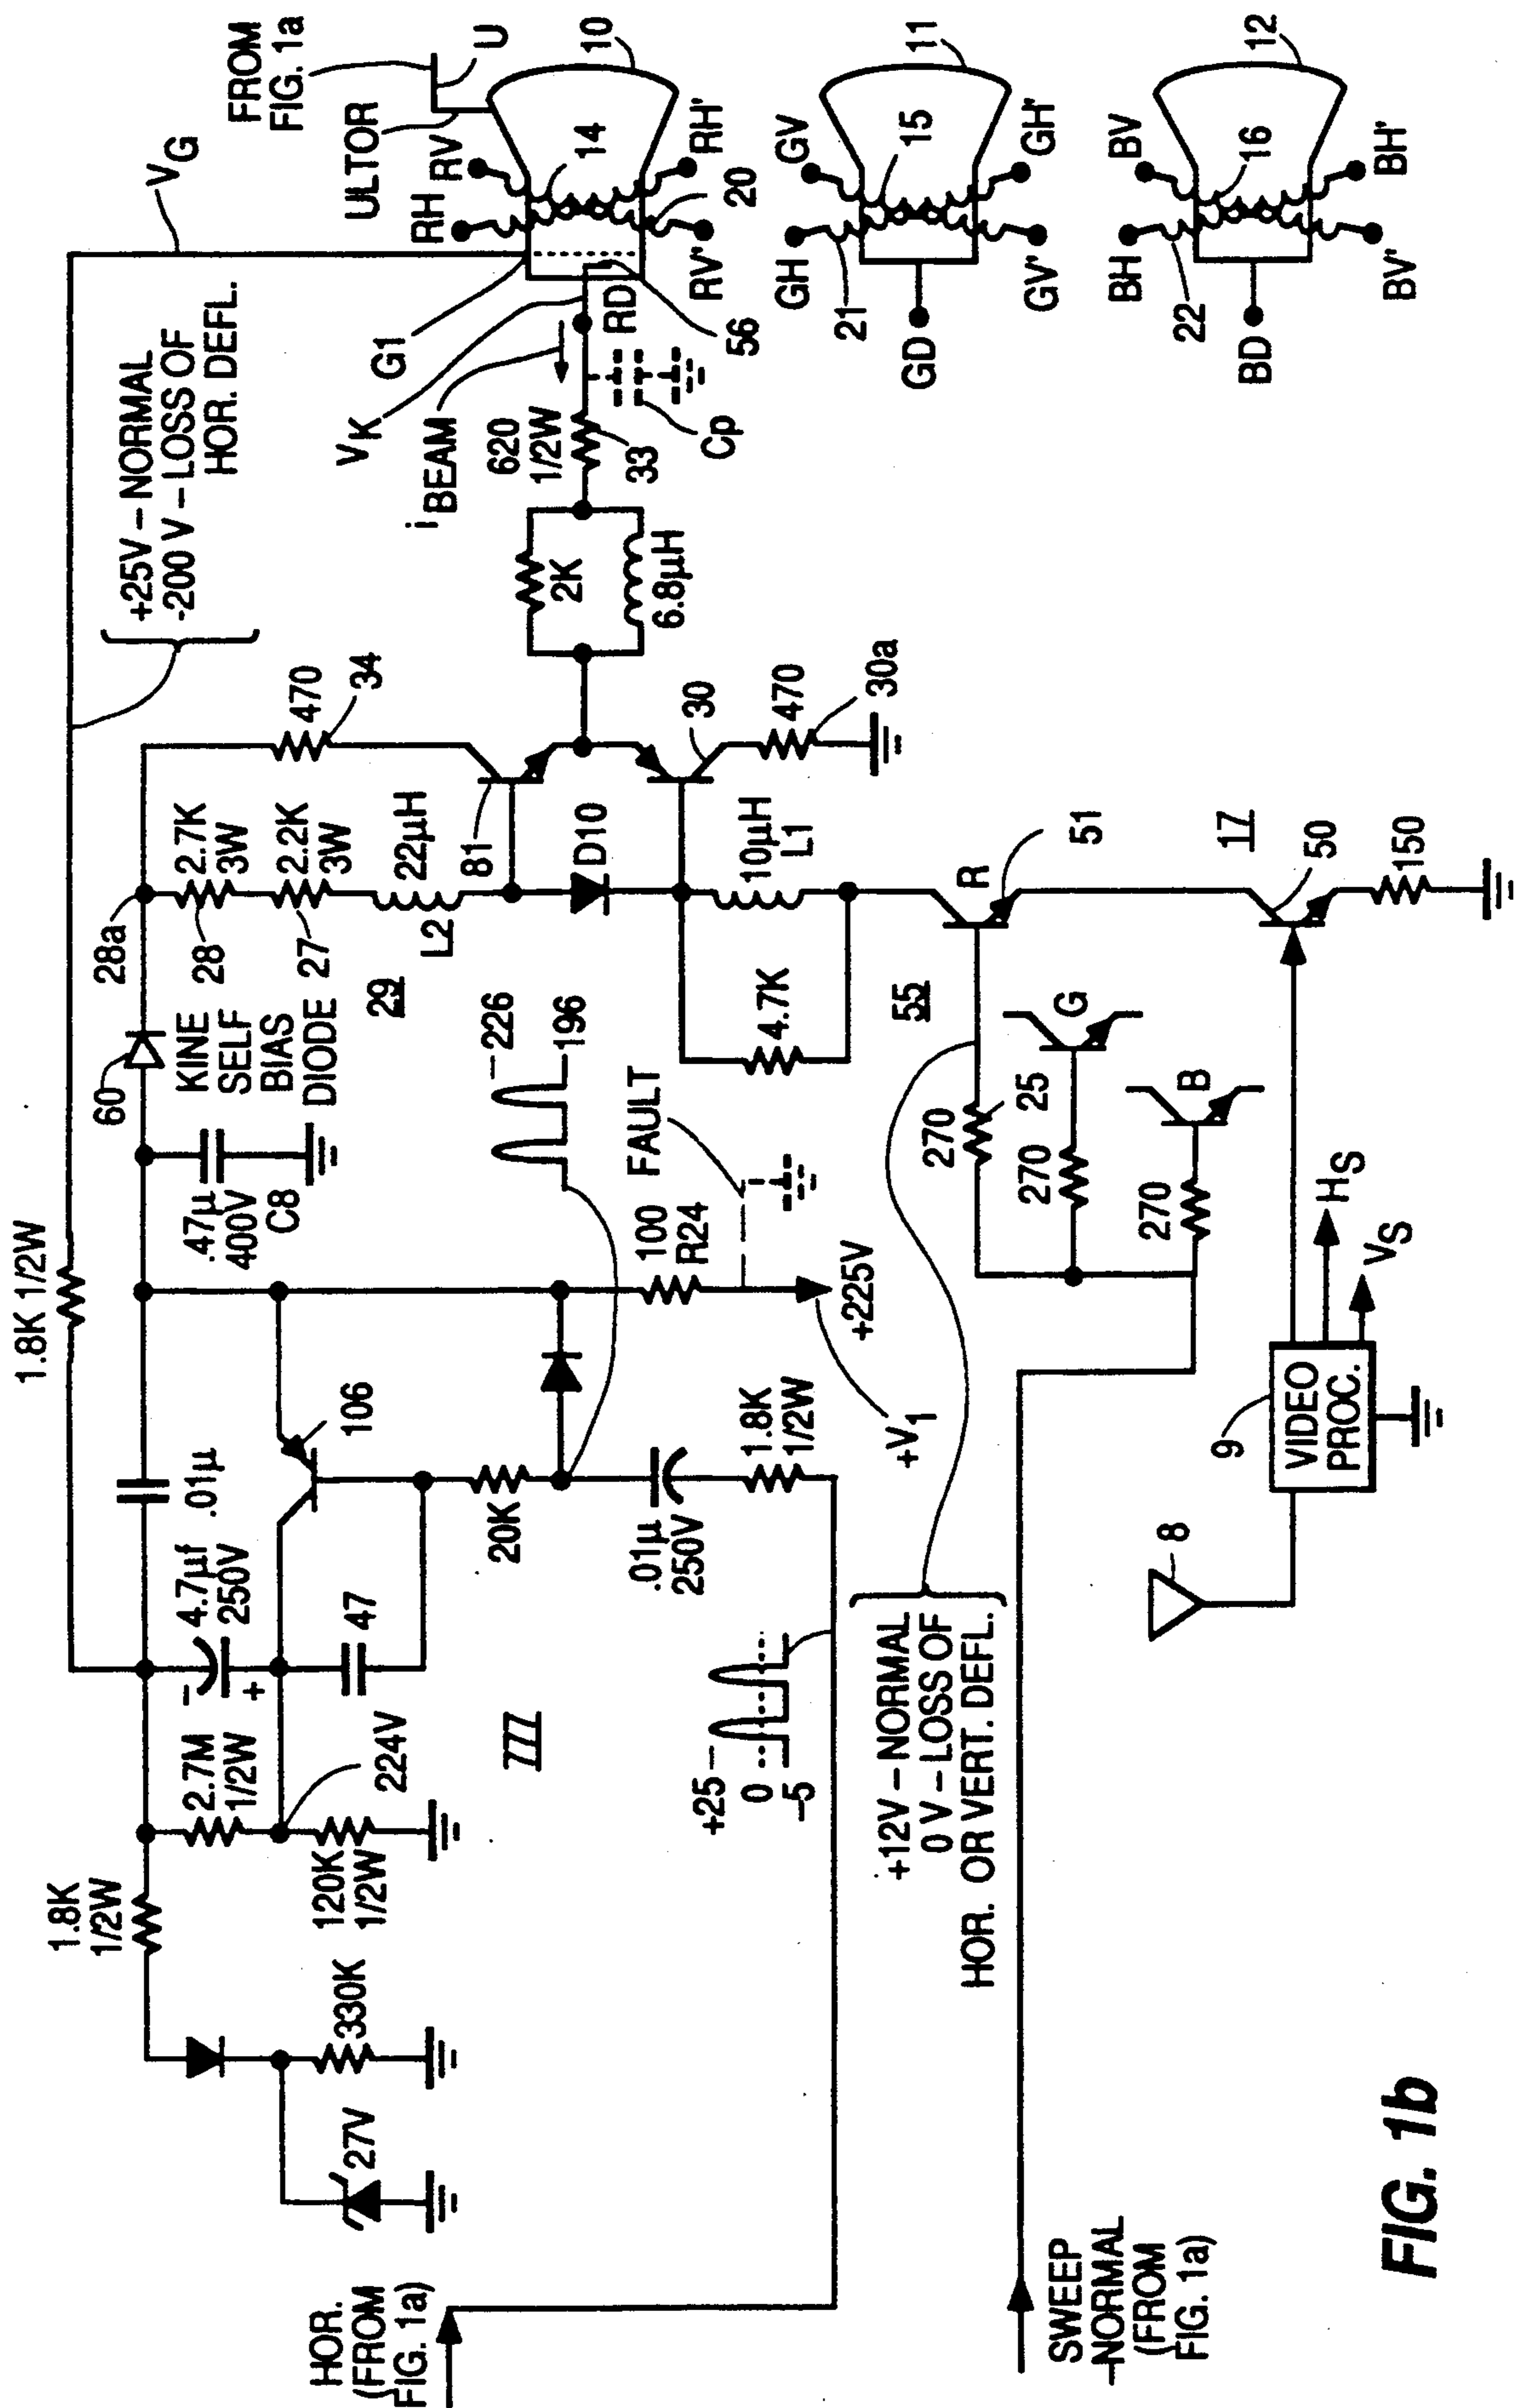 HOR.
(FROM
FIG. 1a)
SWEEP
NORMAL
(FROM
FIG. 1a)
27V
330K
1.8K
1/2W
2.7M
1/2W
120K
1/2W
224V
777
−
4.7µf
250V
+
47
.01µ
106
20K
.01µ
250V
1.8K
1/2W
+25
0
-5
1.8K 1/2W
.47µ
400V
C8
100
R24
FAULT
+225V
+V1
226
196
60
KINE
SELF
BIAS
DIODE
28a
28
2.7K
3W
27
2.2K
3W
29
L2
22µH
81
D10
470
34
30
470
30a
10µH
L1
4.7K
55
R
51
17
50
150
270
25
G
270
B
270
+12V – NORMAL
0 V – LOSS OF
HOR. OR VERT. DEFL.
8
9
VIDEO
PROC.
HS
VS
+25V – NORMAL
-200 V – LOSS OF
HOR. DEFL.
2K
6.8µH
620
1/2W
33
iBEAM
VK
Cp
RD
56
G1
VG
ULTOR
FROM
FIG. 1a
U
RH
RV
14
10
RH'
RV'
20
GH
GV
21
15
11
GD
GH'
GV'
BH
BV
22
16
12
BD
BH'
BV'
FIG. 1b